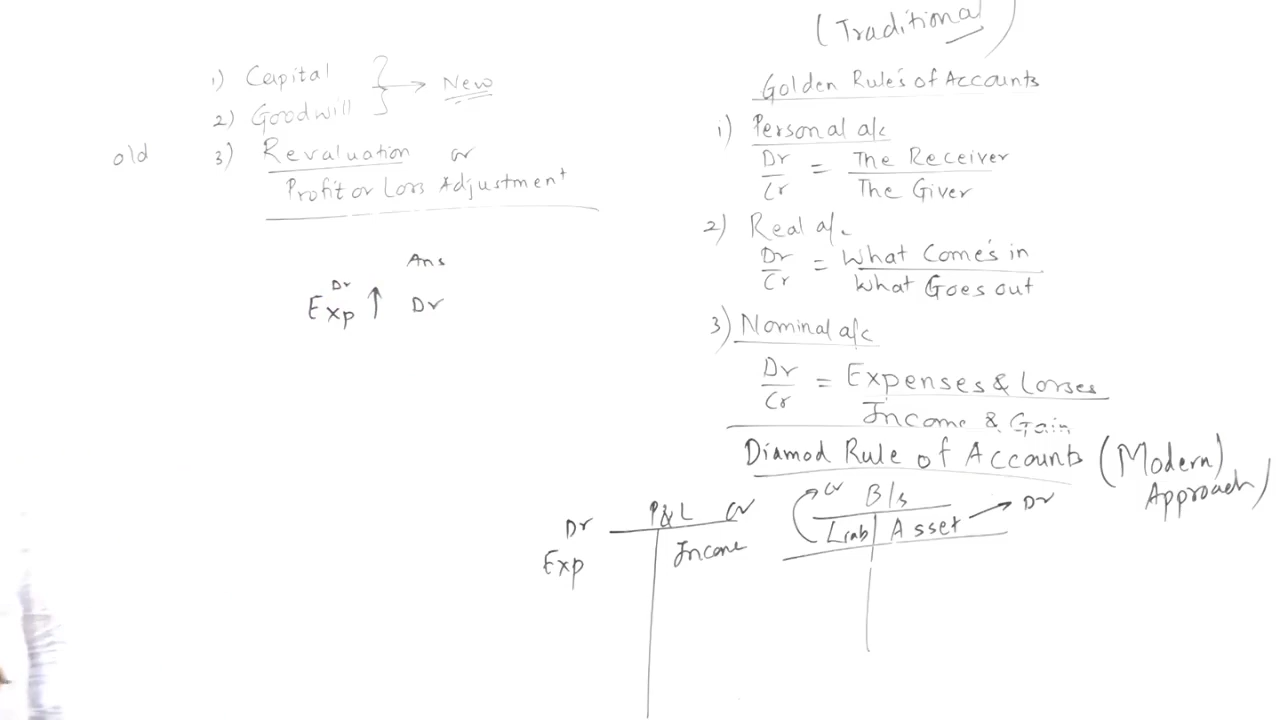 1) Capital
2) Goodwill
→ New
old 3) Revaluation or
Profit or Loss Adjustment
Ans
Dr
Exp ↑ Dr
(Traditional)
Golden Rule's of Accounts
1) Personal a/c
Dr = The Receiver
Cr The Giver
2) Real a/c
Dr = What Come's in
Cr What Goes out
3) Nominal a/c
Dr = Expenses & Losses
Cr Income & Gain
Diamod Rule of Accounts (Modern Approach)
Dr P&L Cr
Exp Income
Cr B/s Dr
Liab Asset